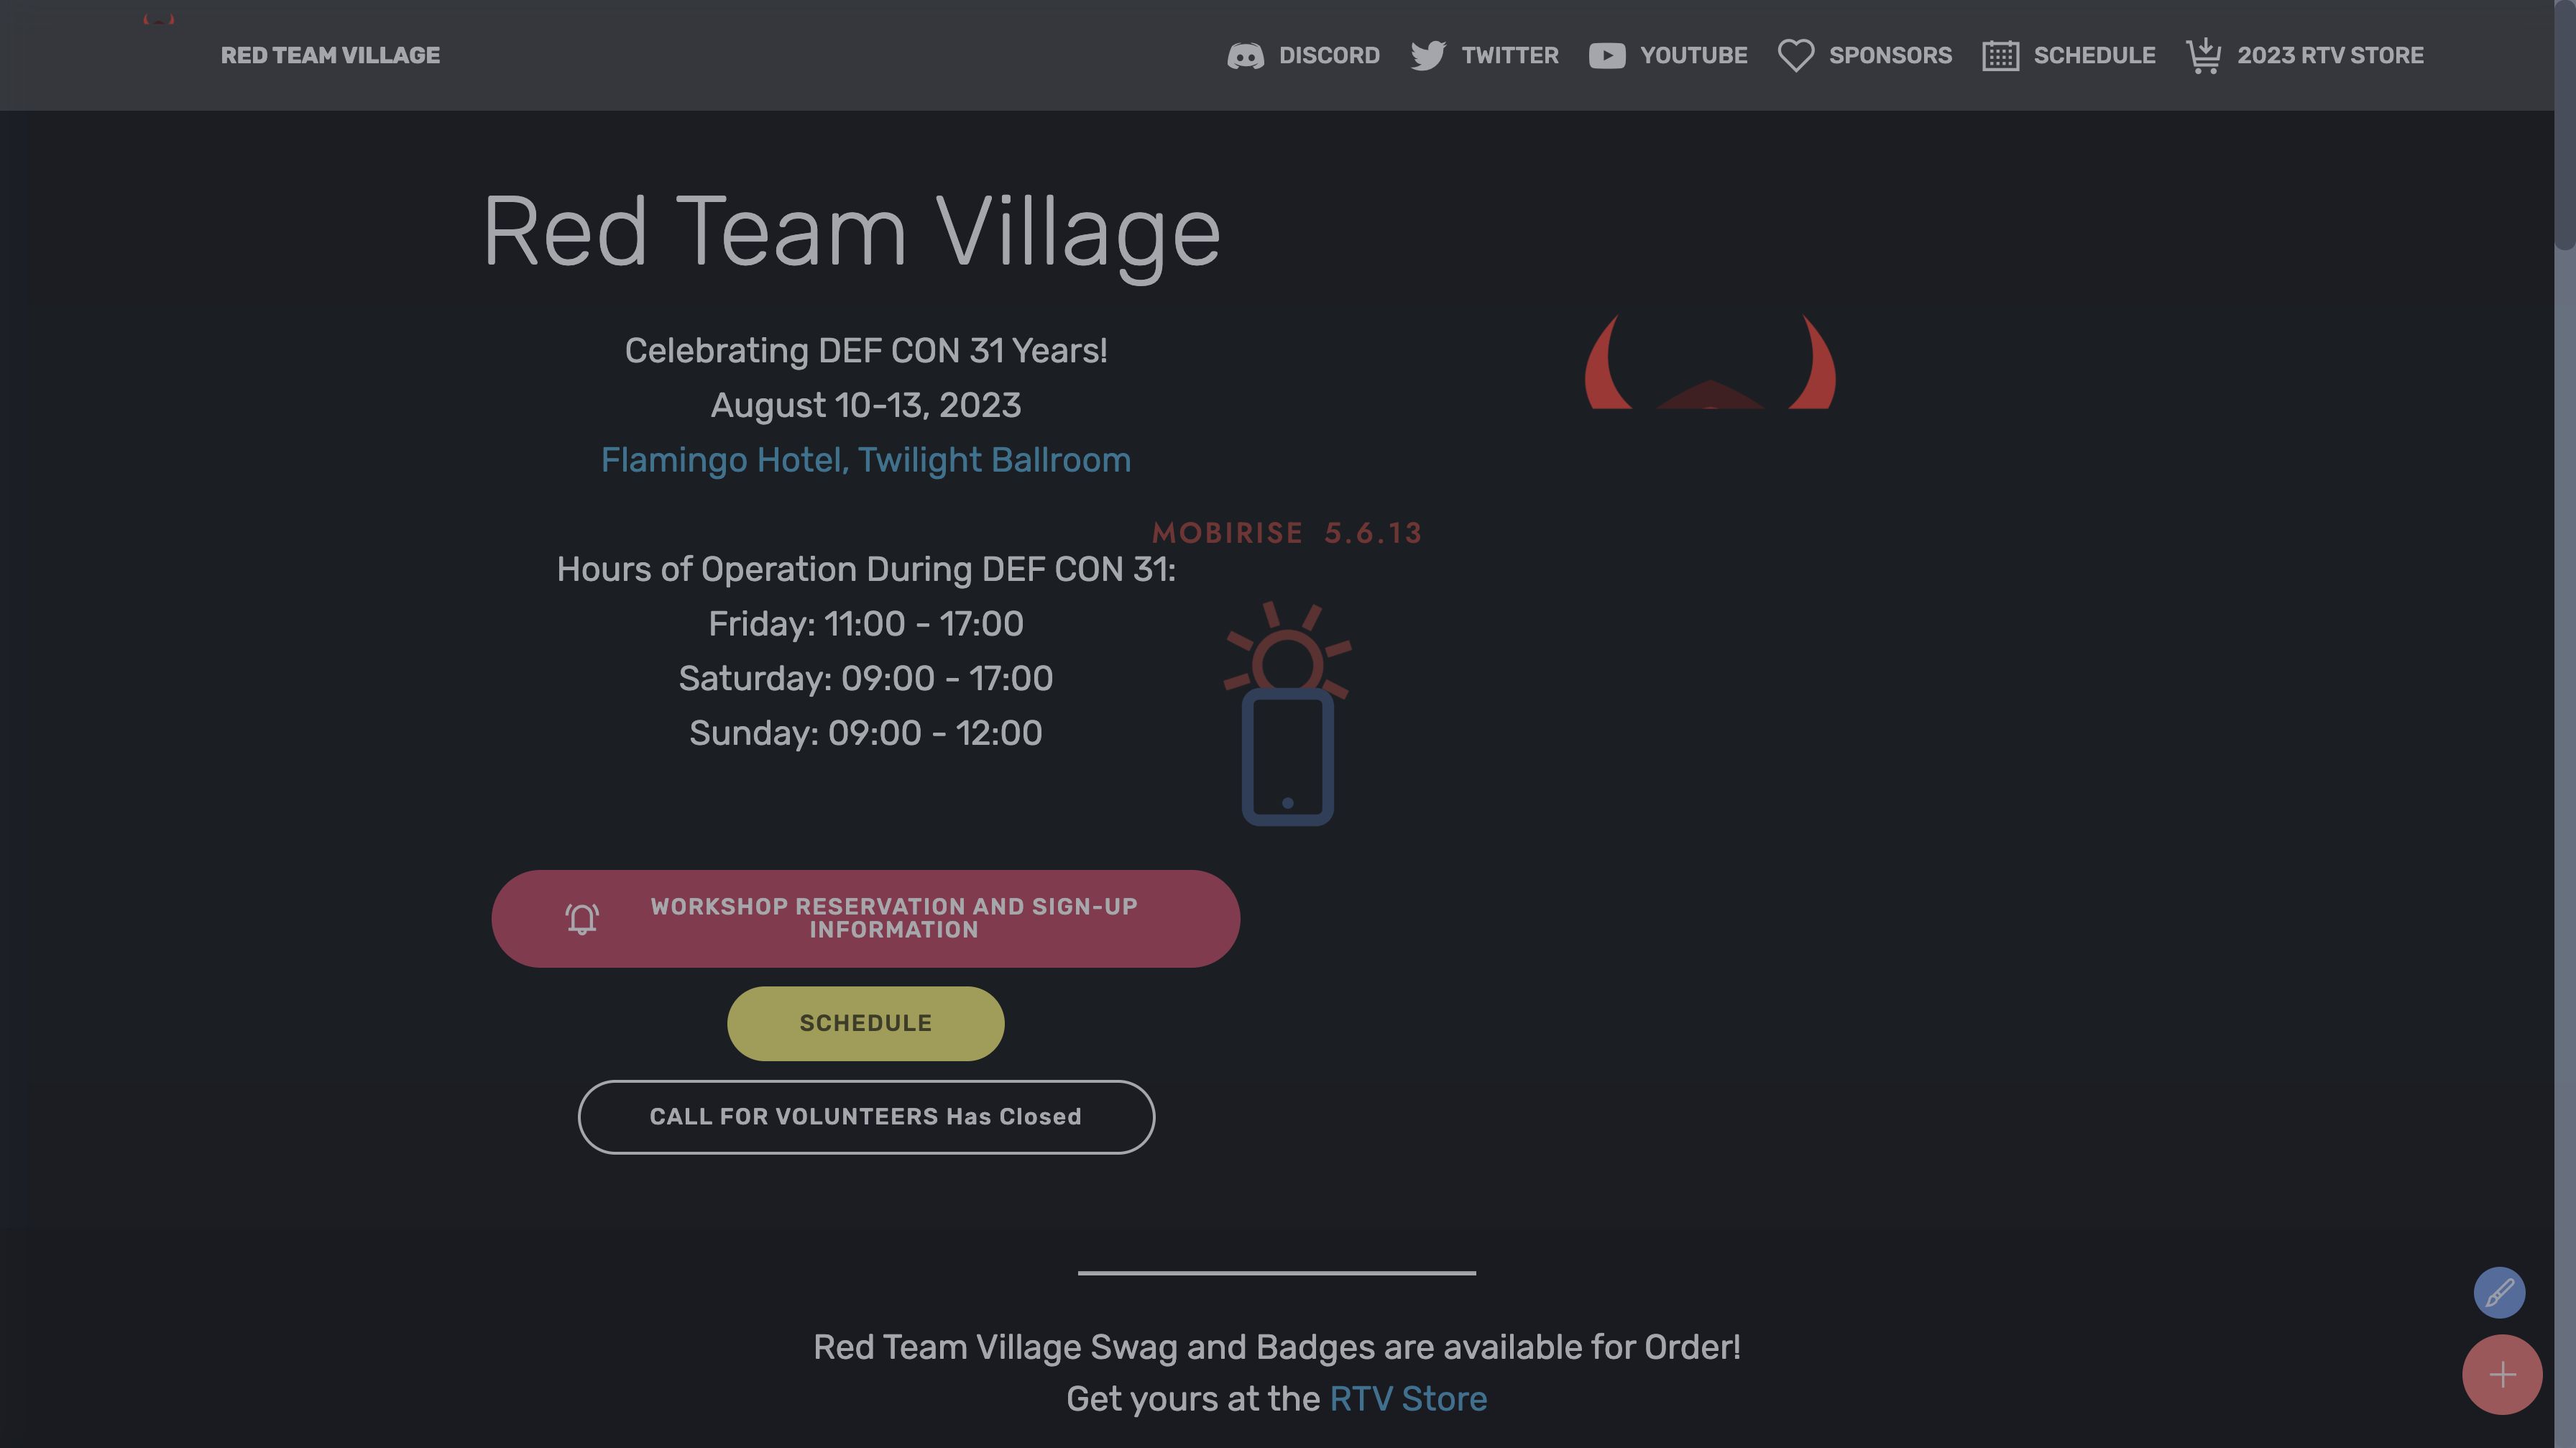 RED TEAM VILLAGE
DISCORD
TWITTER
YOUTUBE
SPONSORS
SCHEDULE
2023 RTV STORE
Red Team Village
Celebrating DEF CON 31 Years!
August 10-13, 2023
Flamingo Hotel, Twilight Ballroom
MOBIRISE 5.6.13
Hours of Operation During DEF CON 31:
Friday: 11:00 - 17:00
Saturday: 09:00 - 17:00
Sunday: 09:00 - 12:00
WORKSHOP RESERVATION AND SIGN-UP
INFORMATION
SCHEDULE
CALL FOR VOLUNTEERS Has Closed
Red Team Village Swag and Badges are available for Order!
Get yours at the RTV Store